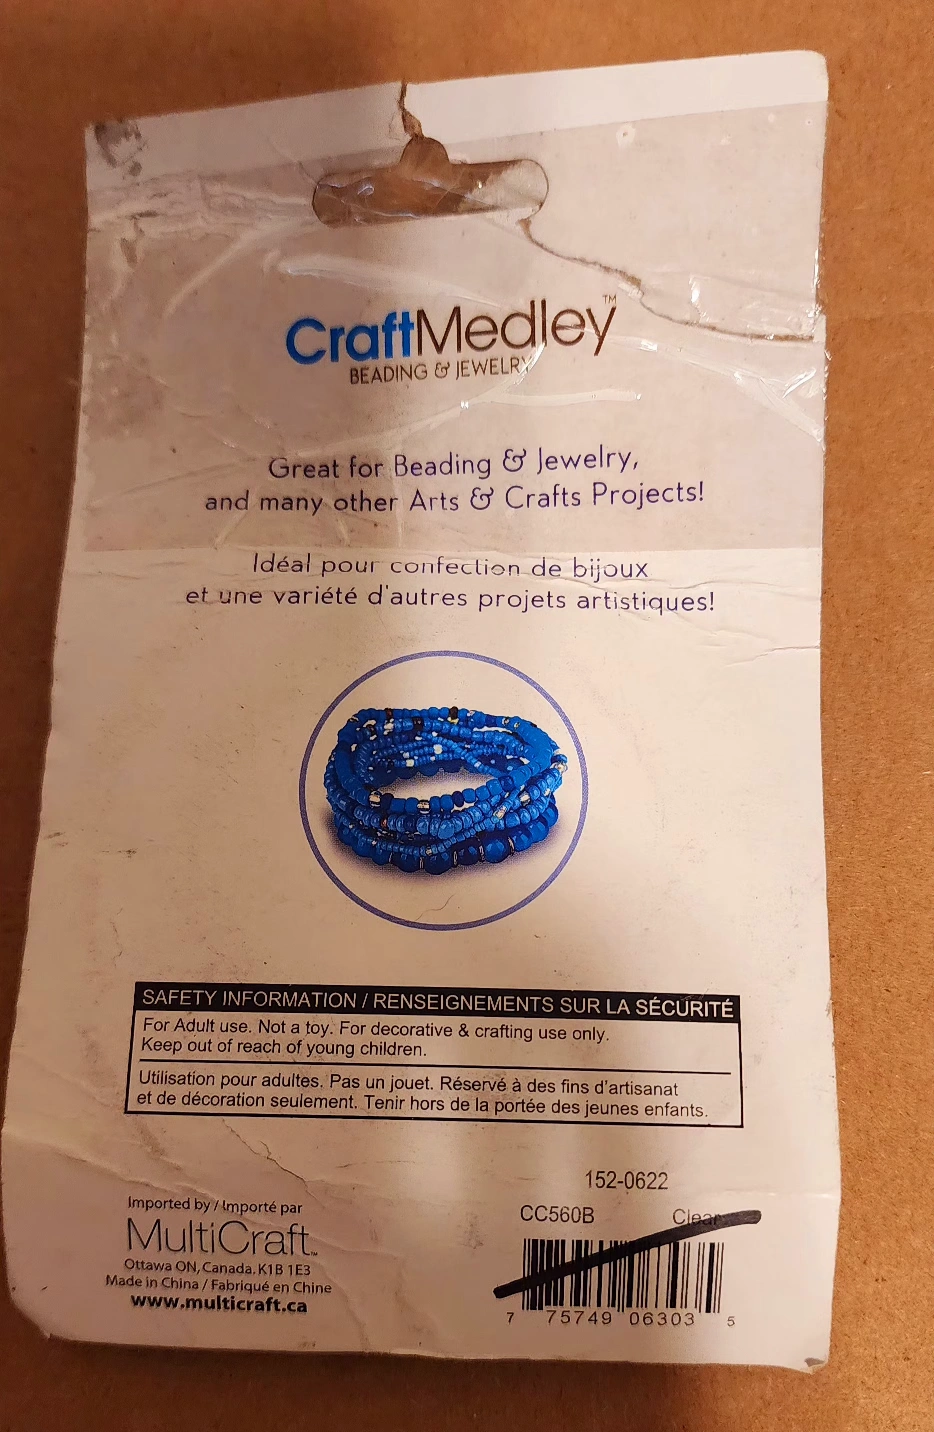 CraftMedley™
BEADING & JEWELRY
Great for Beading & Jewelry,
and many other Arts & Crafts Projects!
Idéal pour confection de bijoux
et une variété d'autres projets artistiques!
SAFETY INFORMATION / RENSEIGNEMENTS SUR LA SÉCURITÉ
For Adult use. Not a toy. For decorative & crafting use only.
Keep out of reach of young children.
Utilisation pour adultes. Pas un jouet. Réservé à des fins d'artisanat
et de décoration seulement. Tenir hors de la portée des jeunes enfants.
Imported by / Importé par
MultiCraft™
Ottawa ON, Canada. K1B 1E3
Made in China / Fabriqué en Chine
www.multicraft.ca
152-0622
CC560B Clear
7 75749 06303 5